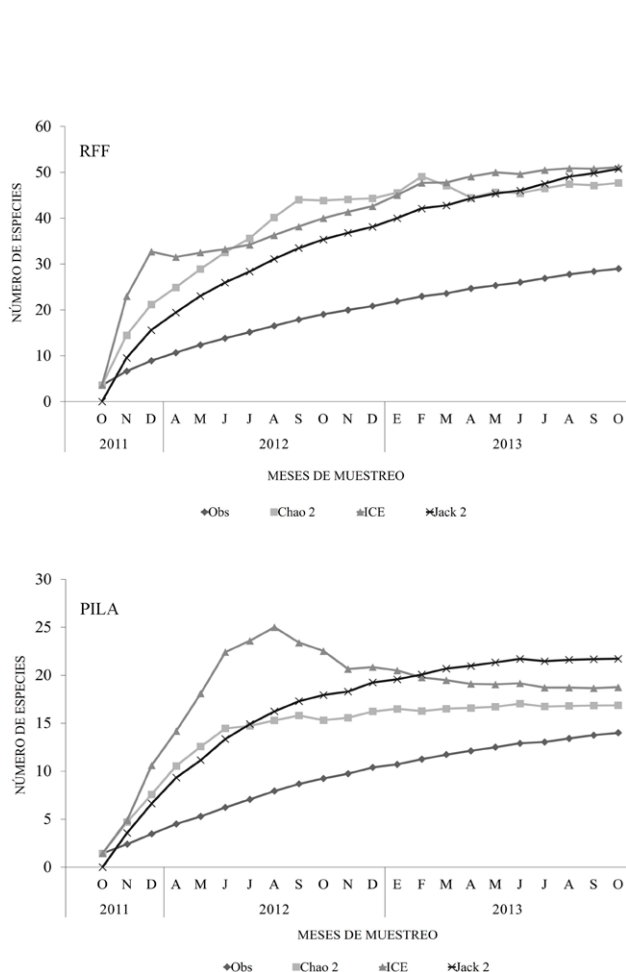 RFF
NÚMERO DE ESPECIES
60
50
40
30
20
10
0
O N D A M J J A S O N D E F M A M J J A S O
2011 2012 2013
MESES DE MUESTREO
Obs Chao 2 ICE Jack 2
PILA
NÚMERO DE ESPECIES
30
25
20
15
10
5
0
O N D A M J J A S O N D E F M A M J J A S O
2011 2012 2013
MESES DE MUESTREO
Obs Chao 2 ICE Jack 2